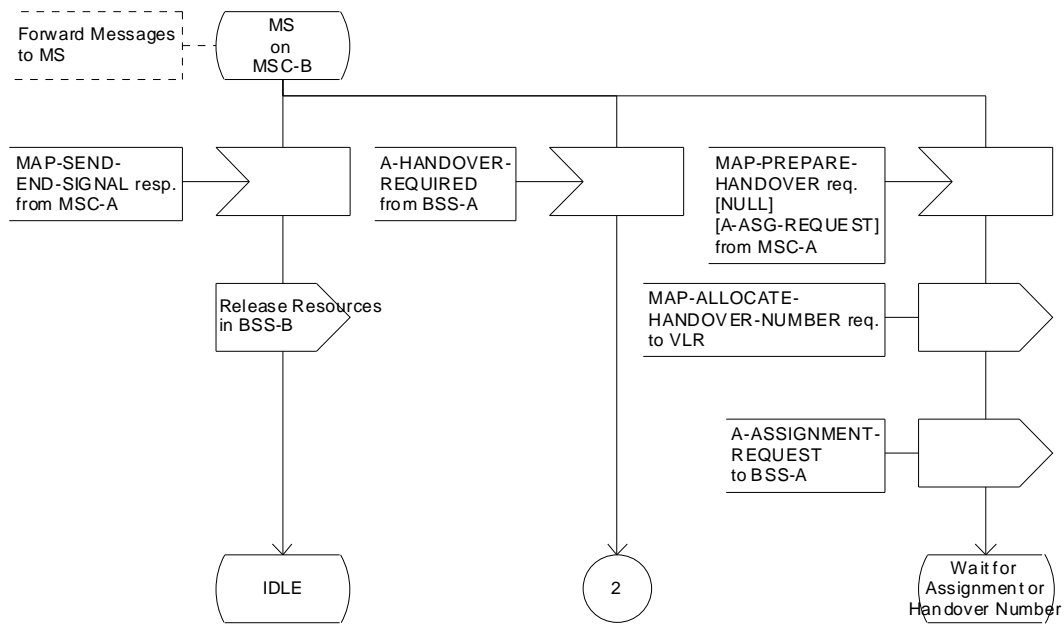 Forward Messages
to MS
MS
on
MSC-B
MAP-SEND-
END-SIGNAL resp.
from MSC-A
A-HANDOVER-
REQUIRED
from BSS-A
MAP-PREPARE-
HANDOVER req.
[NULL]
[A-ASG-REQUEST]
from MSC-A
Release Resources
in BSS-B
MAP-ALLOCATE-
HANDOVER-NUMBER req.
to VLR
A-ASSIGNMENT-
REQUEST
to BSS-A
IDLE
2
Wait for
Assignment or
Handover Number